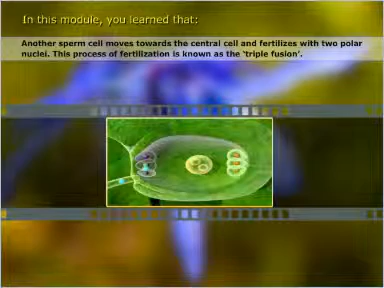 In this module, you learned that:
Another sperm cell moves towards the central cell and fertilizes with two polar
nuclei. This process of fertilization is known as the 'triple fusion'.